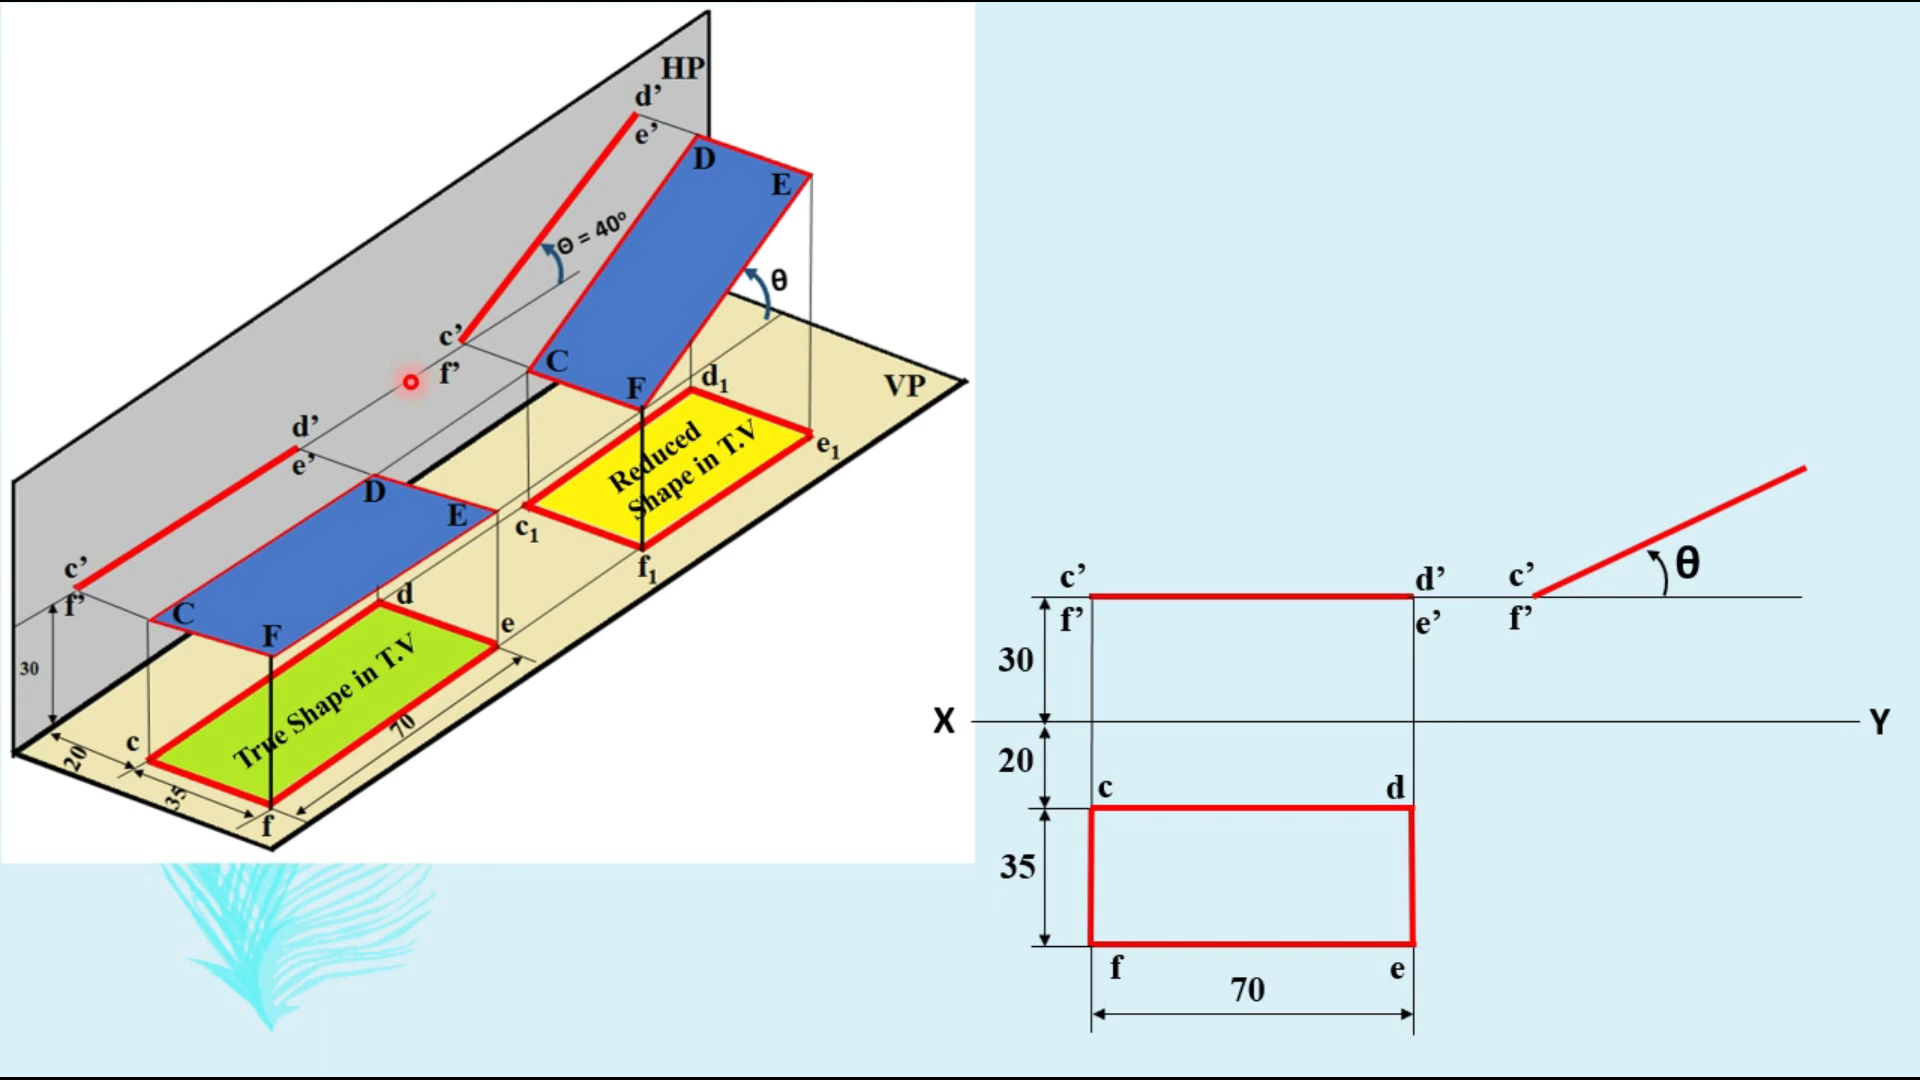 HP
d’
e’
D
E
Θ = 40º
θ
c’
f’
C
F
d₁
VP
Reduced
Shape in T.V
e₁
c₁
f₁
d’
e’
D
E
c’
f’
C
F
d
e
30
True Shape in T.V
70
c
20
35
f
c’
d’
c’
θ
f’
e’
f’
30
X
Y
20
c
d
35
f
e
70